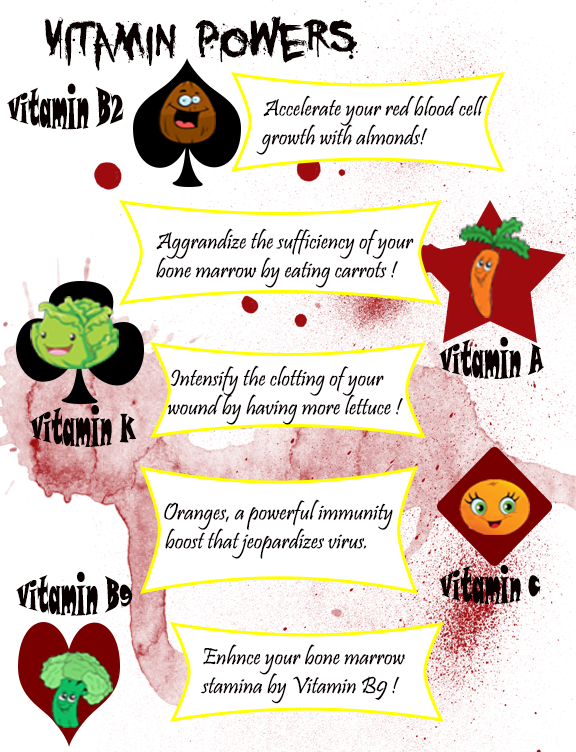 VITAMIN POWERS
Vitamin B2
Accelerate your red blood cell
growth with almonds!
Aggrandize the sufficiency of your
bone marrow by eating carrots !
Vitamin A
Intensify the clotting of your
wound by having more lettuce !
Vitamin K
Oranges, a powerful immunity
boost that jeopardizes virus.
Vitamin C
Vitamin B9
Enhnce your bone marrow
stamina by Vitamin B9 !